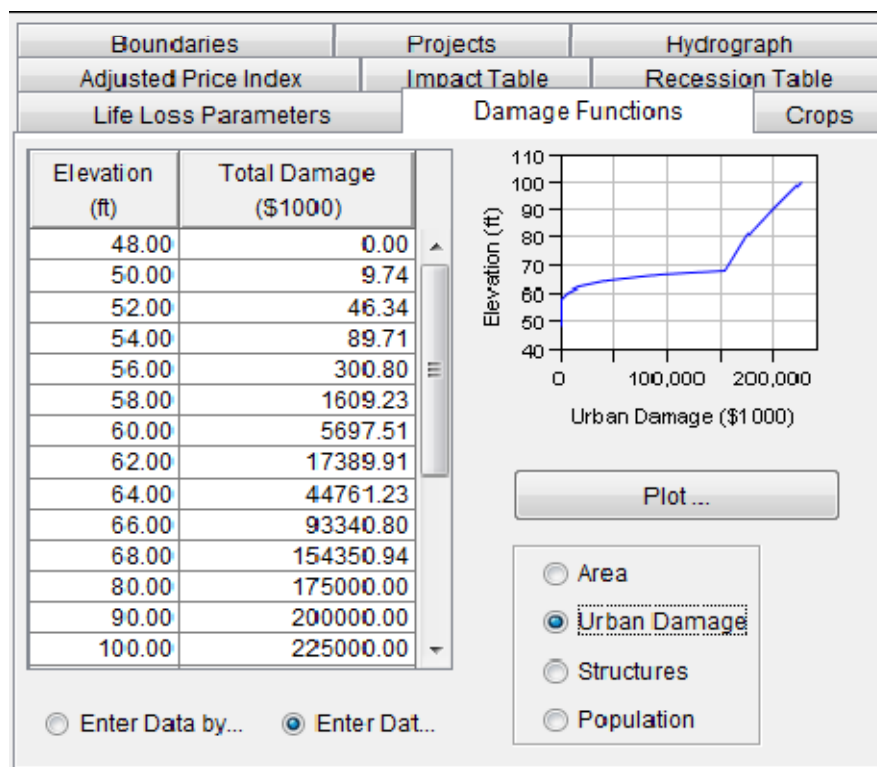 Boundaries Projects Hydrograph
Adjusted Price Index Impact Table Recession Table
Life Loss Parameters Damage Functions Crops
Elevation (ft) Total Damage ($1000)
48.00 0.00
50.00 9.74
52.00 46.34
54.00 89.71
56.00 300.80
58.00 1609.23
60.00 5697.51
62.00 17389.91
64.00 44761.23
66.00 93340.80
68.00 154350.94
80.00 175000.00
90.00 200000.00
100.00 225000.00
Enter Data by... Enter Dat...
Elevation (ft)
110
100
90
80
70
60
50
40
0 100,000 200,000
Urban Damage ($1000)
Plot ...
Area
Urban Damage
Structures
Population